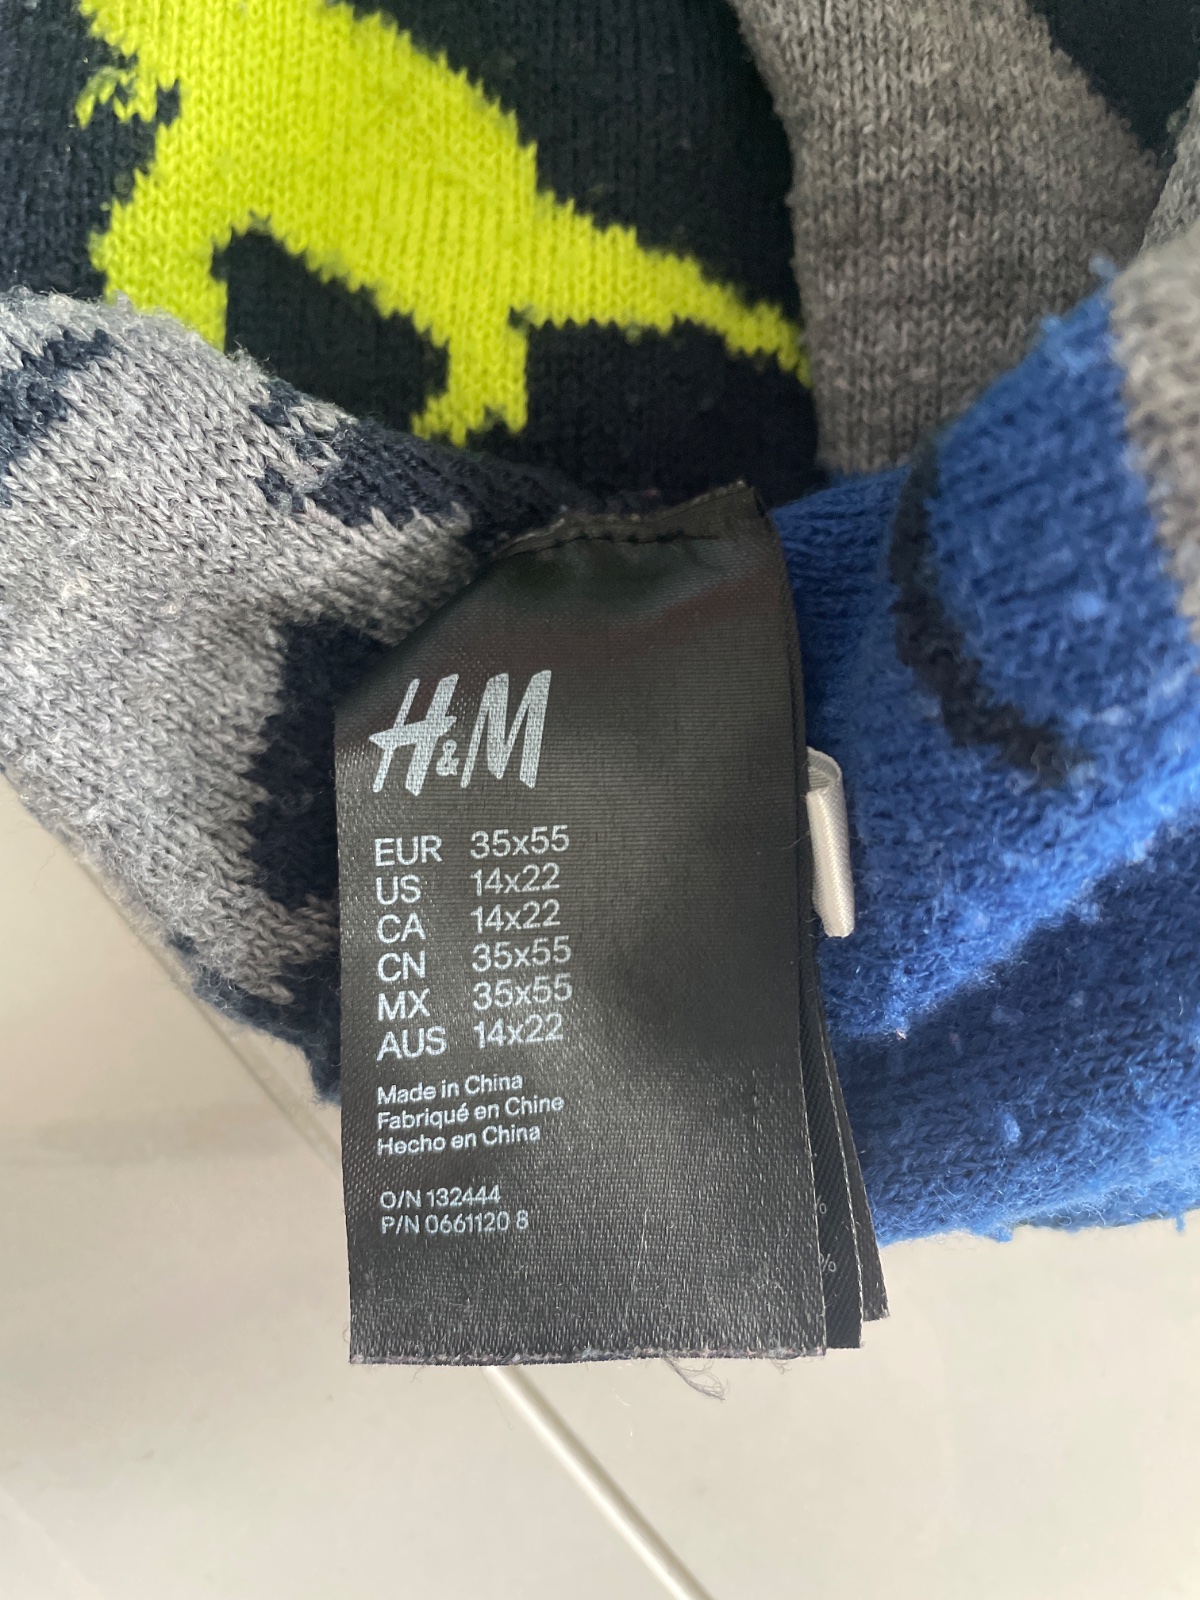 H&M
EUR 35x55
US 14x22
CA 14x22
CN 35x55
MX 35x55
AUS 14x22
Made in China
Fabriqué en Chine
Hecho en China
O/N 132444
P/N 0661120 8
%
%